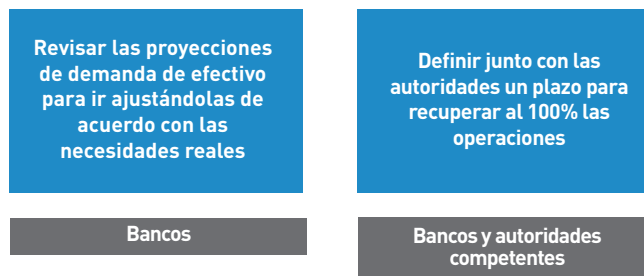 Revisar las proyecciones
de demanda de efectivo
para ir ajustándolas de
acuerdo con las
necesidades reales
Bancos
Definir junto con las
autoridades un plazo para
recuperar al 100% las
operaciones
Bancos y autoridades
competentes